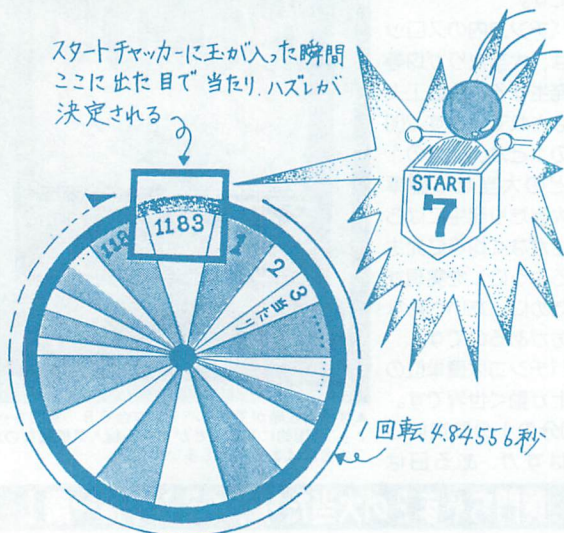 スタートチャッカーに玉が入った瞬間
ここに出た目で当たり.ハズレが
決定される
START
7
118
1183
1
2
3
当たり
1回転4.84556秒